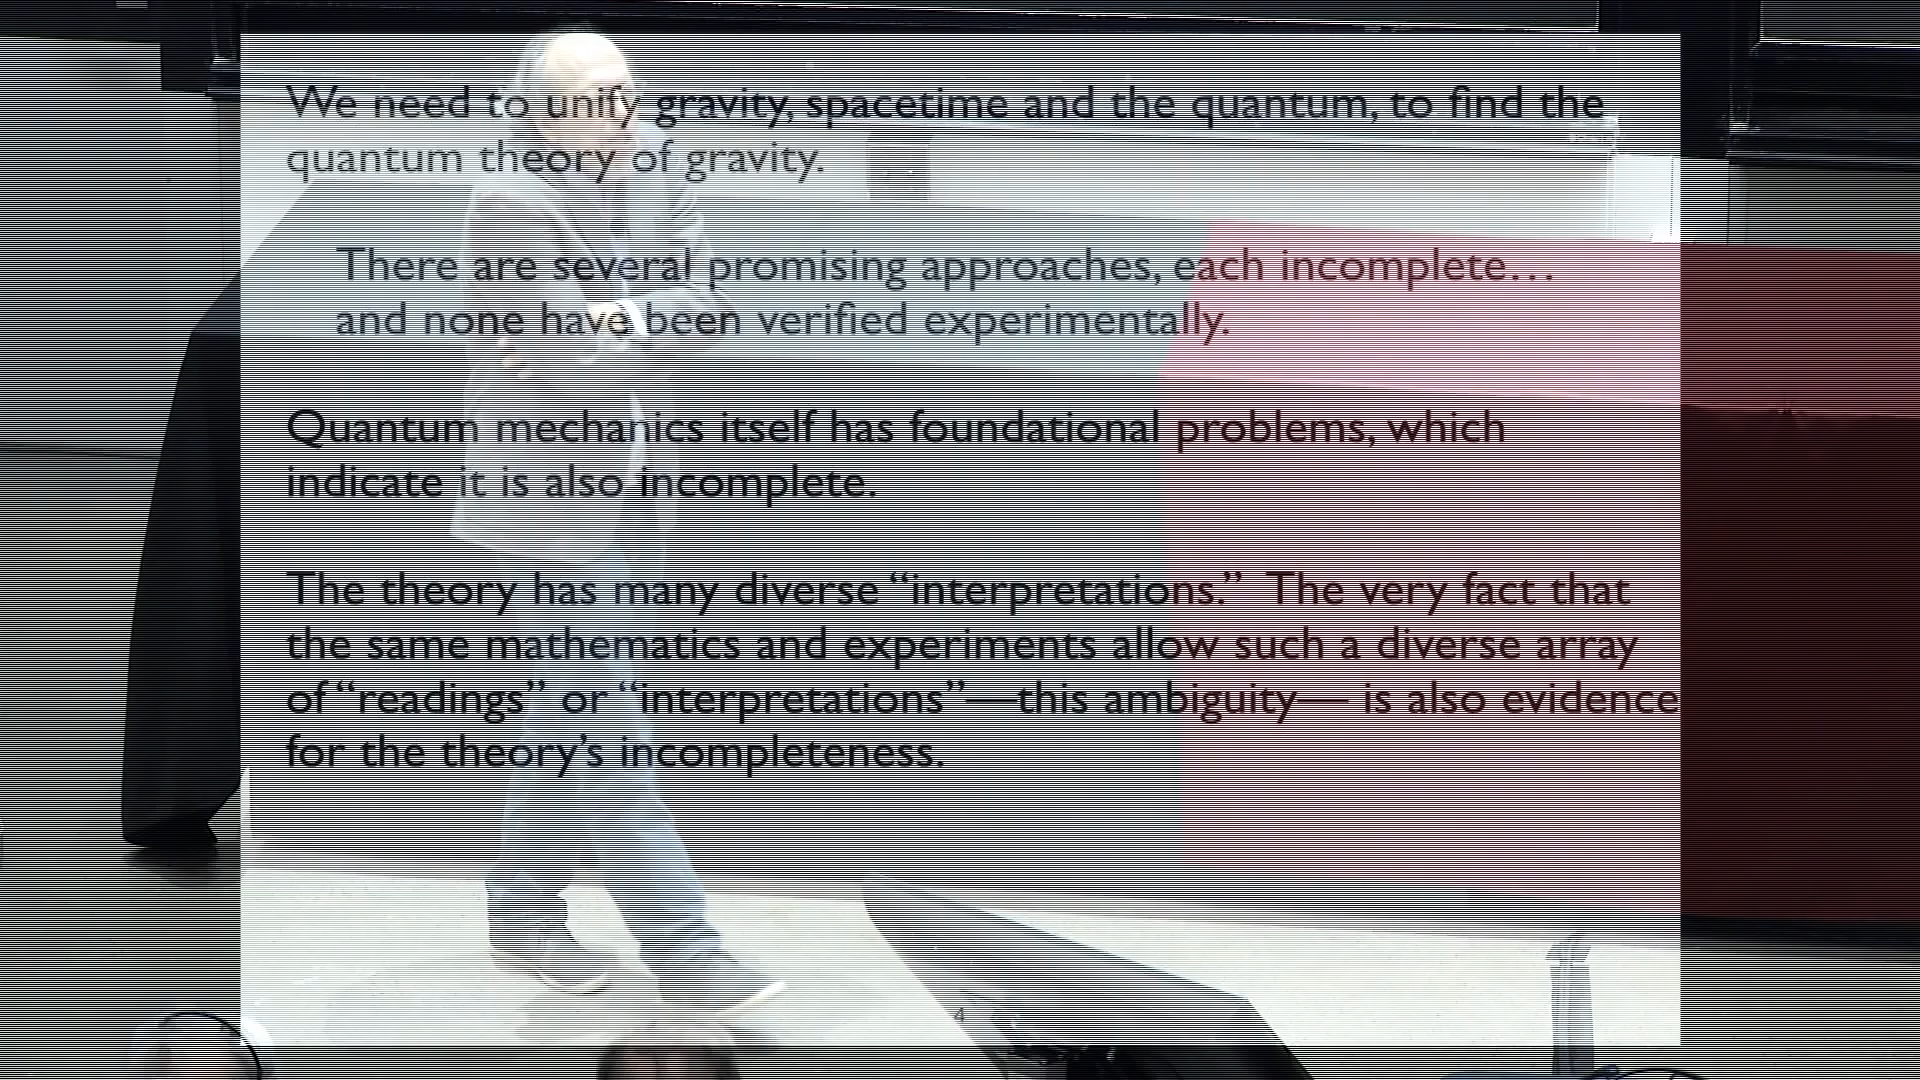 We need to unify gravity, spacetime and the quantum, to find the
quantum theory of gravity.
There are several promising approaches, each incomplete…
and none have been verified experimentally.
Quantum mechanics itself has foundational problems, which
indicate it is also incomplete.
The theory has many diverse “interpretations.”  The very fact that
the same mathematics and experiments allow such a diverse array
of “readings” or “interpretations”—this ambiguity— is also evidence
for the theory’s incompleteness.
4